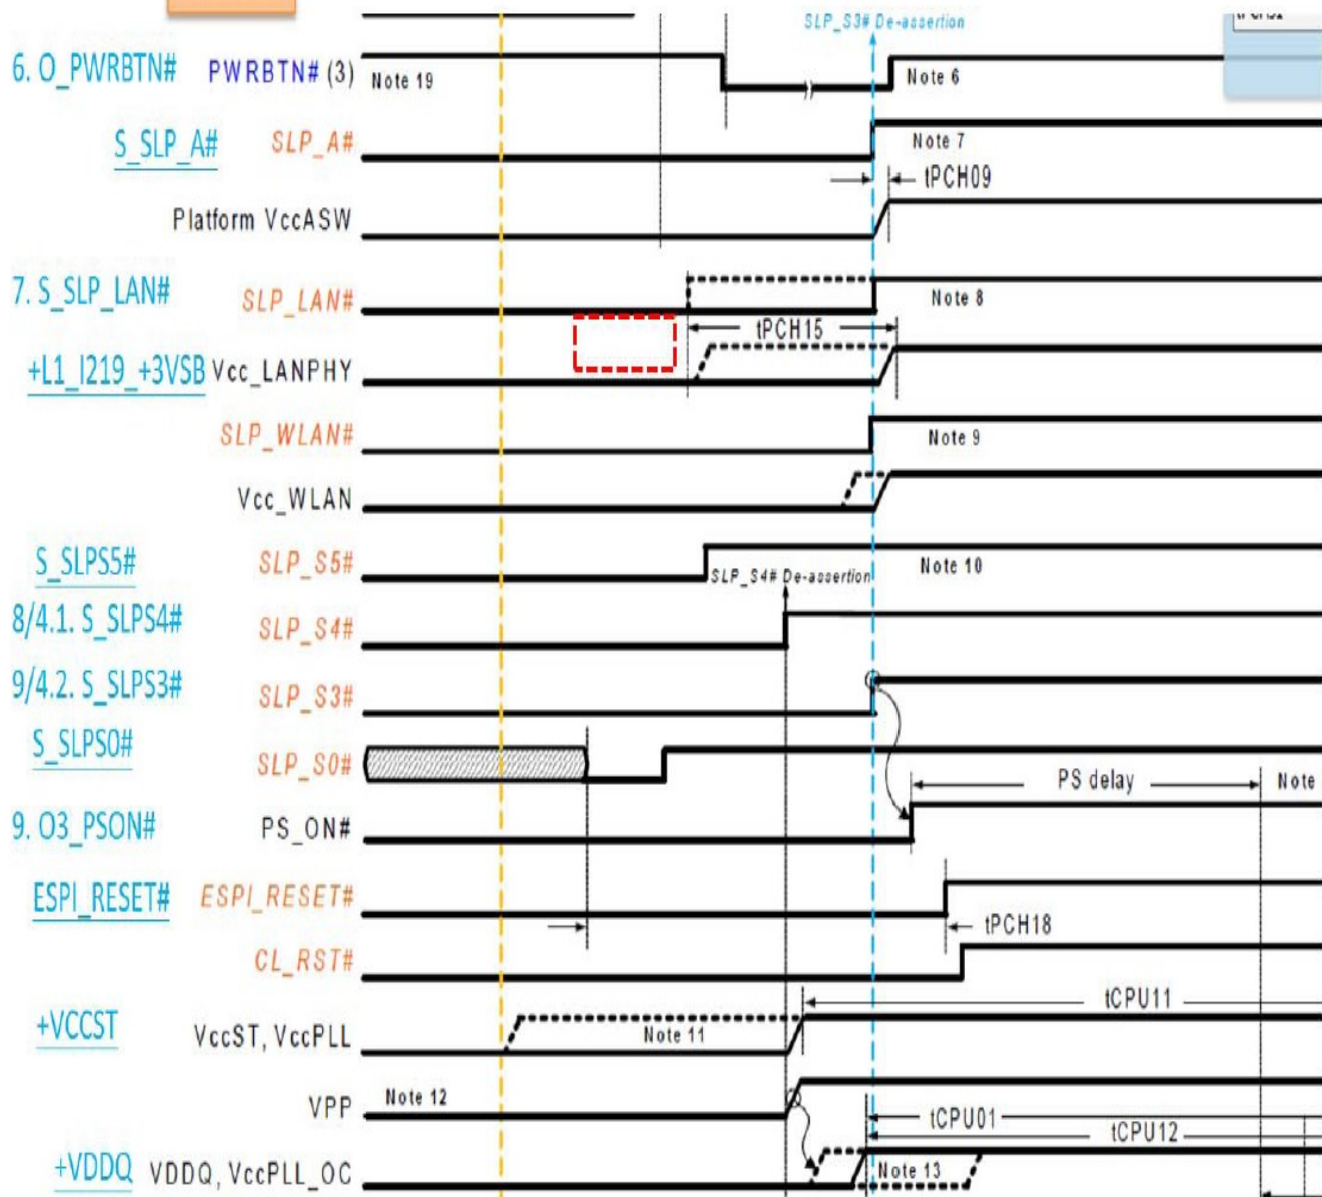 SLP_S3# De-assertion
6. O_PWRBTN# PWRBTN# (3) Note 19 Note 6
S_SLP_A# SLP_A# Note 7
tPCH09
Platform VccASW
7. S_SLP_LAN# SLP_LAN# Note 8
tPCH15
+L1_I219_+3VSB Vcc_LANPHY
SLP_WLAN# Note 9
Vcc_WLAN
S_SLPS5# SLP_S5# Note 10
SLP_S4# De-assertion
8/4.1. S_SLPS4# SLP_S4#
9/4.2. S_SLPS3# SLP_S3#
S_SLPS0# SLP_S0#
PS delay Note
9. O3_PSON# PS_ON#
ESPI_RESET# ESPI_RESET#
tPCH18
CL_RST#
tCPU11
+VCCST VccST, VccPLL Note 11
VPP Note 12
tCPU01
tCPU12
+VDDQ VDDQ, VccPLL_OC Note 13